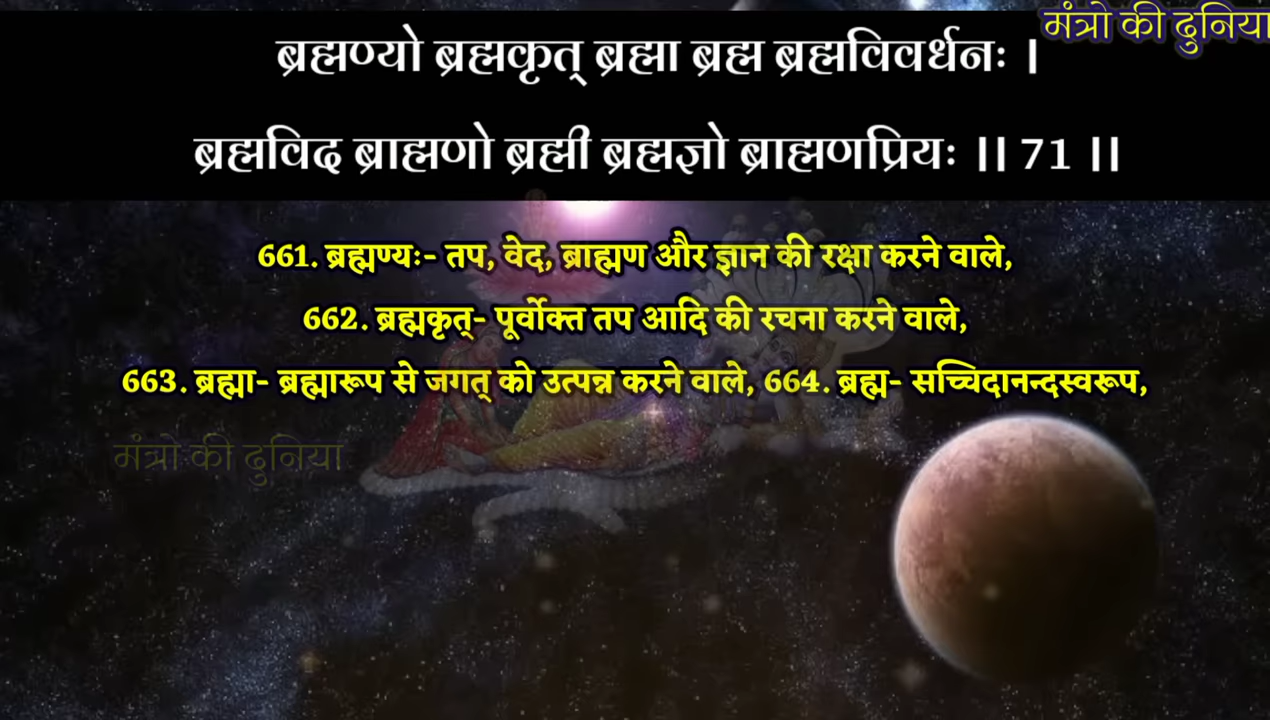 मंत्रो की दुनिया
ब्रह्मण्यो ब्रह्मकृत् ब्रह्मा ब्रह्म ब्रह्मविवर्धनः ।
ब्रह्मविद ब्राह्मणो ब्रह्मी ब्रह्मज्ञो ब्राह्मणप्रियः ।। 71 ।।
661. ब्रह्मण्यः- तप, वेद, ब्राह्मण और ज्ञान की रक्षा करने वाले,
662. ब्रह्मकृत्- पूर्वोक्त तप आदि की रचना करने वाले,
663. ब्रह्मा- ब्रह्मारूप से जगत् को उत्पन्न करने वाले, 664. ब्रह्म- सच्चिदानन्दस्वरूप,
मंत्रो की दुनिया